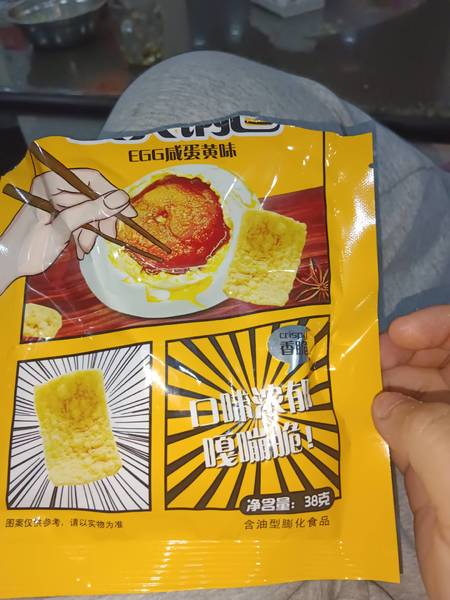 EGG咸蛋黄味
crispy
香脆
口味浓郁
嘎嘣脆!
净含量: 38克
图案仅供参考，请以实物为准
含油型膨化食品